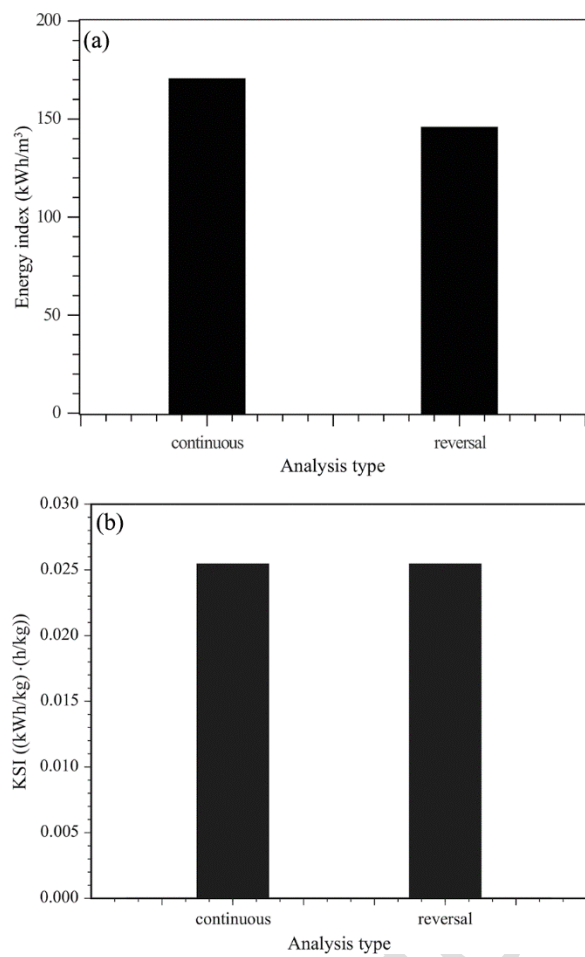 (a)
200
150
100
50
0
Energy index (kWh/m³)
continuous reversal
Analysis type
(b)
0.030
0.025
0.020
0.015
0.010
0.005
0.000
KSI ((kWh/kg) ·(h/kg))
continuous reversal
Analysis type